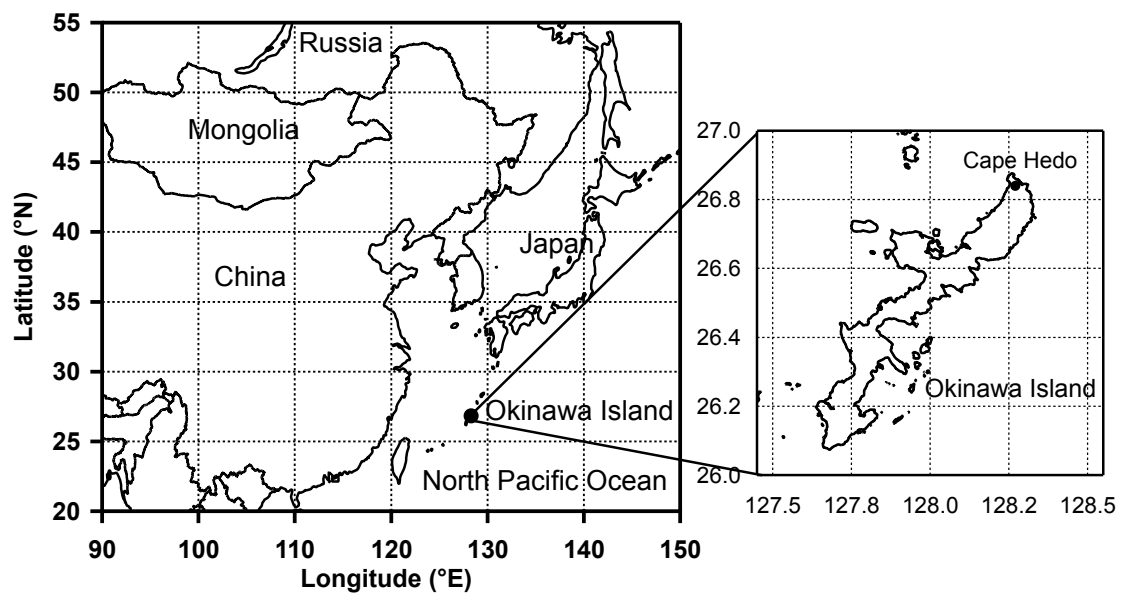 55
50
45
40
35
30
25
20
Latitude (°N)
90
100
110
120
130
140
150
Longitude (°E)
Russia
Mongolia
China
Japan
Okinawa Island
North Pacific Ocean
27.0
26.8
26.6
26.4
26.2
26.0
127.5
127.8
128.0
128.2
128.5
Cape Hedo
Okinawa Island